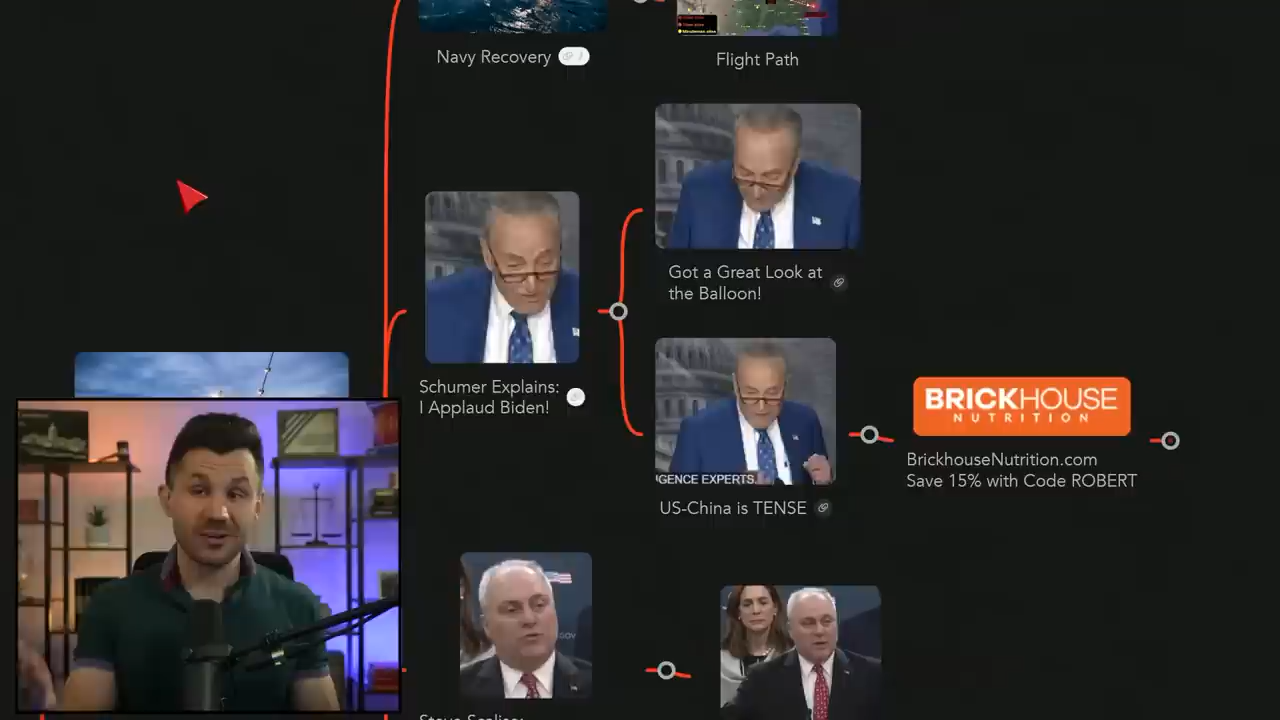 Navy Recovery
Flight Path
Got a Great Look at
the Balloon!
Schumer Explains:
I Applaud Biden!
GENCE EXPERTS
US-China is TENSE
BRICKHOUSE
NUTRITION
BrickhouseNutrition.com
Save 15% with Code ROBERT
GOV